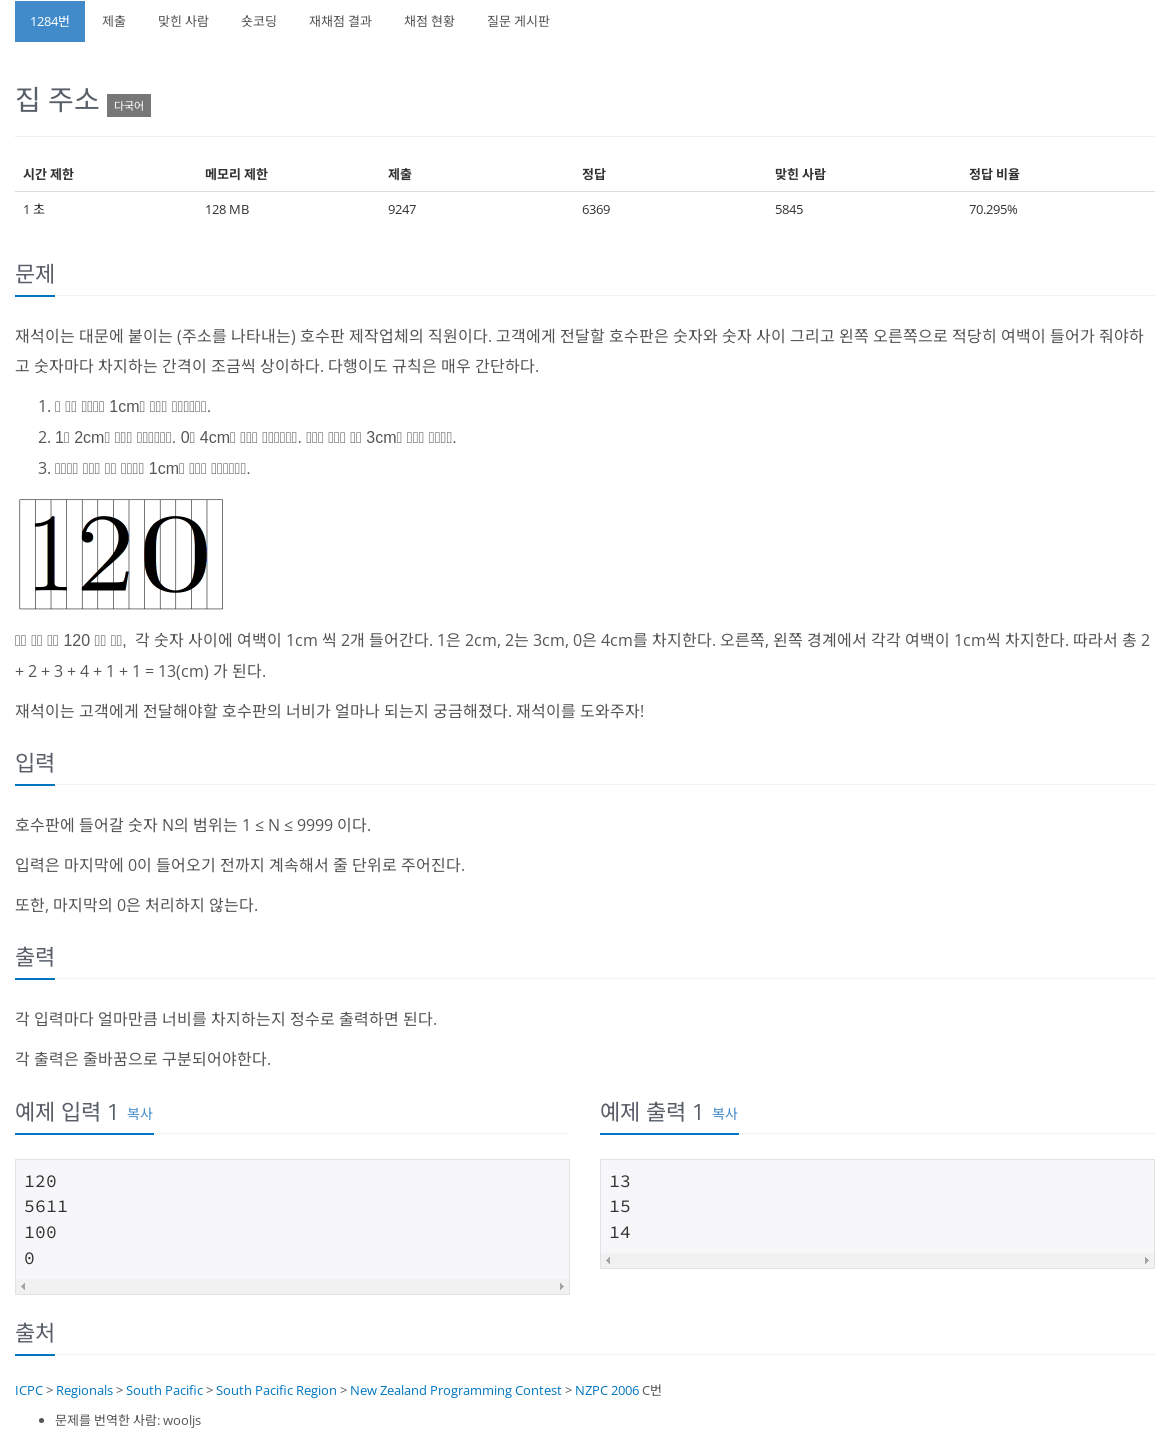 1284번 제출 맞힌 사람 숏코딩 재채점 결과 채점 현황 질문 게시판
집 주소 다국어
시간 제한 메모리 제한 제출 정답 맞힌 사람 정답 비율
1 초 128 MB 9247 6369 5845 70.295%
문제
재석이는 대문에 붙이는 (주소를 나타내는) 호수판 제작업체의 직원이다. 고객에게 전달할 호수판은 숫자와 숫자 사이 그리고 왼쪽 오른쪽으로 적당히 여백이 들어가 줘야하
고 숫자마다 차지하는 간격이 조금씩 상이하다. 다행이도 규칙은 매우 간단하다.
1. 1cm .
2. 1 2cm . 0 4cm . 3cm .
3. 1cm .
120
120 , 각 숫자 사이에 여백이 1cm 씩 2개 들어간다. 1은 2cm, 2는 3cm, 0은 4cm를 차지한다. 오른쪽, 왼쪽 경계에서 각각 여백이 1cm씩 차지한다. 따라서 총 2
+ 2 + 3 + 4 + 1 + 1 = 13(cm) 가 된다.
재석이는 고객에게 전달해야할 호수판의 너비가 얼마나 되는지 궁금해졌다. 재석이를 도와주자!
입력
호수판에 들어갈 숫자 N의 범위는 1 ≤ N ≤ 9999 이다.
입력은 마지막에 0이 들어오기 전까지 계속해서 줄 단위로 주어진다.
또한, 마지막의 0은 처리하지 않는다.
출력
각 입력마다 얼마만큼 너비를 차지하는지 정수로 출력하면 된다.
각 출력은 줄바꿈으로 구분되어야한다.
예제 입력 1 복사
120
5611
100
0
예제 출력 1 복사
13
15
14
출처
ICPC > Regionals > South Pacific > South Pacific Region > New Zealand Programming Contest > NZPC 2006 C번
• 문제를 번역한 사람: wooljs